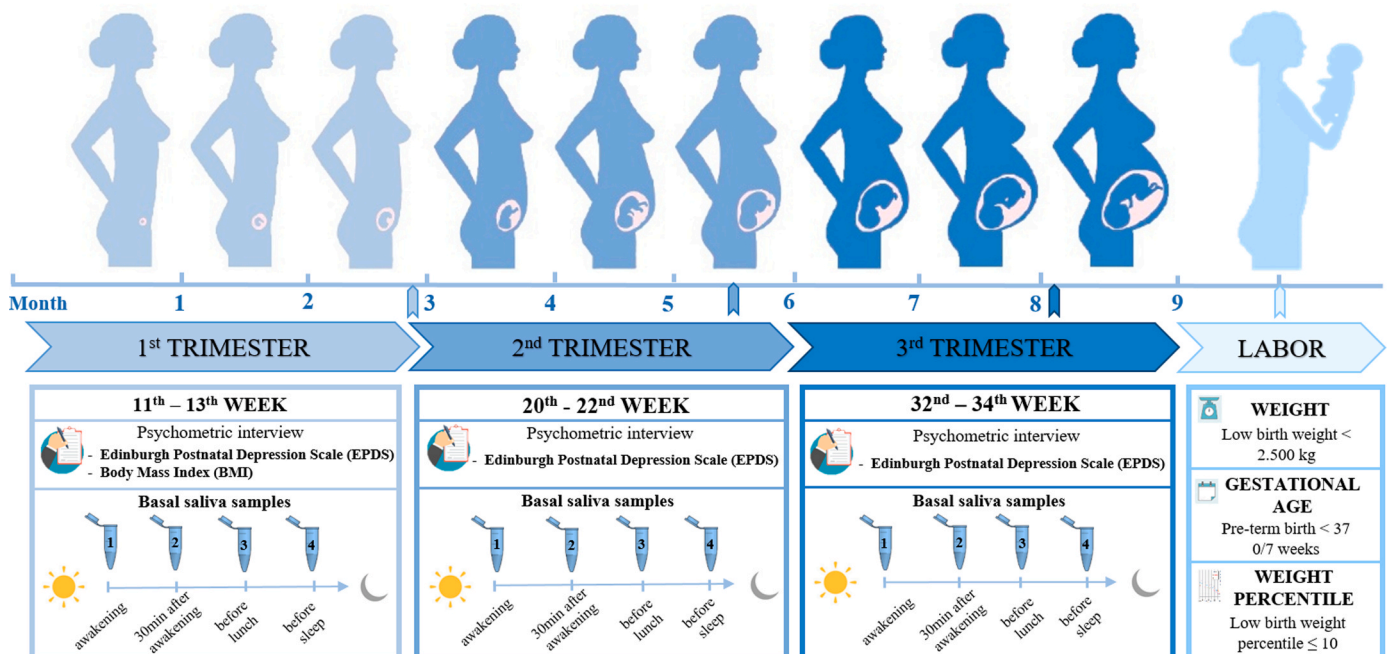 Month 1 2 3 4 5 6 7 8 9
1st TRIMESTER
2nd TRIMESTER
3rd TRIMESTER
LABOR
11th – 13th WEEK
Psychometric interview
- Edinburgh Postnatal Depression Scale (EPDS)
- Body Mass Index (BMI)
Basal saliva samples
1 2 3 4
awakening
30min after
awakening
before
lunch
before
sleep
20th - 22nd WEEK
Psychometric interview
- Edinburgh Postnatal Depression Scale (EPDS)
Basal saliva samples
1 2 3 4
awakening
30min after
awakening
before
lunch
before
sleep
32nd – 34th WEEK
Psychometric interview
- Edinburgh Postnatal Depression Scale (EPDS)
Basal saliva samples
1 2 3 4
awakening
30min after
awakening
before
lunch
before
sleep
WEIGHT
Low birth weight <
2.500 kg
GESTATIONAL
AGE
Pre-term birth < 37
0/7 weeks
WEIGHT
PERCENTILE
Low birth weight
percentile ≤ 10